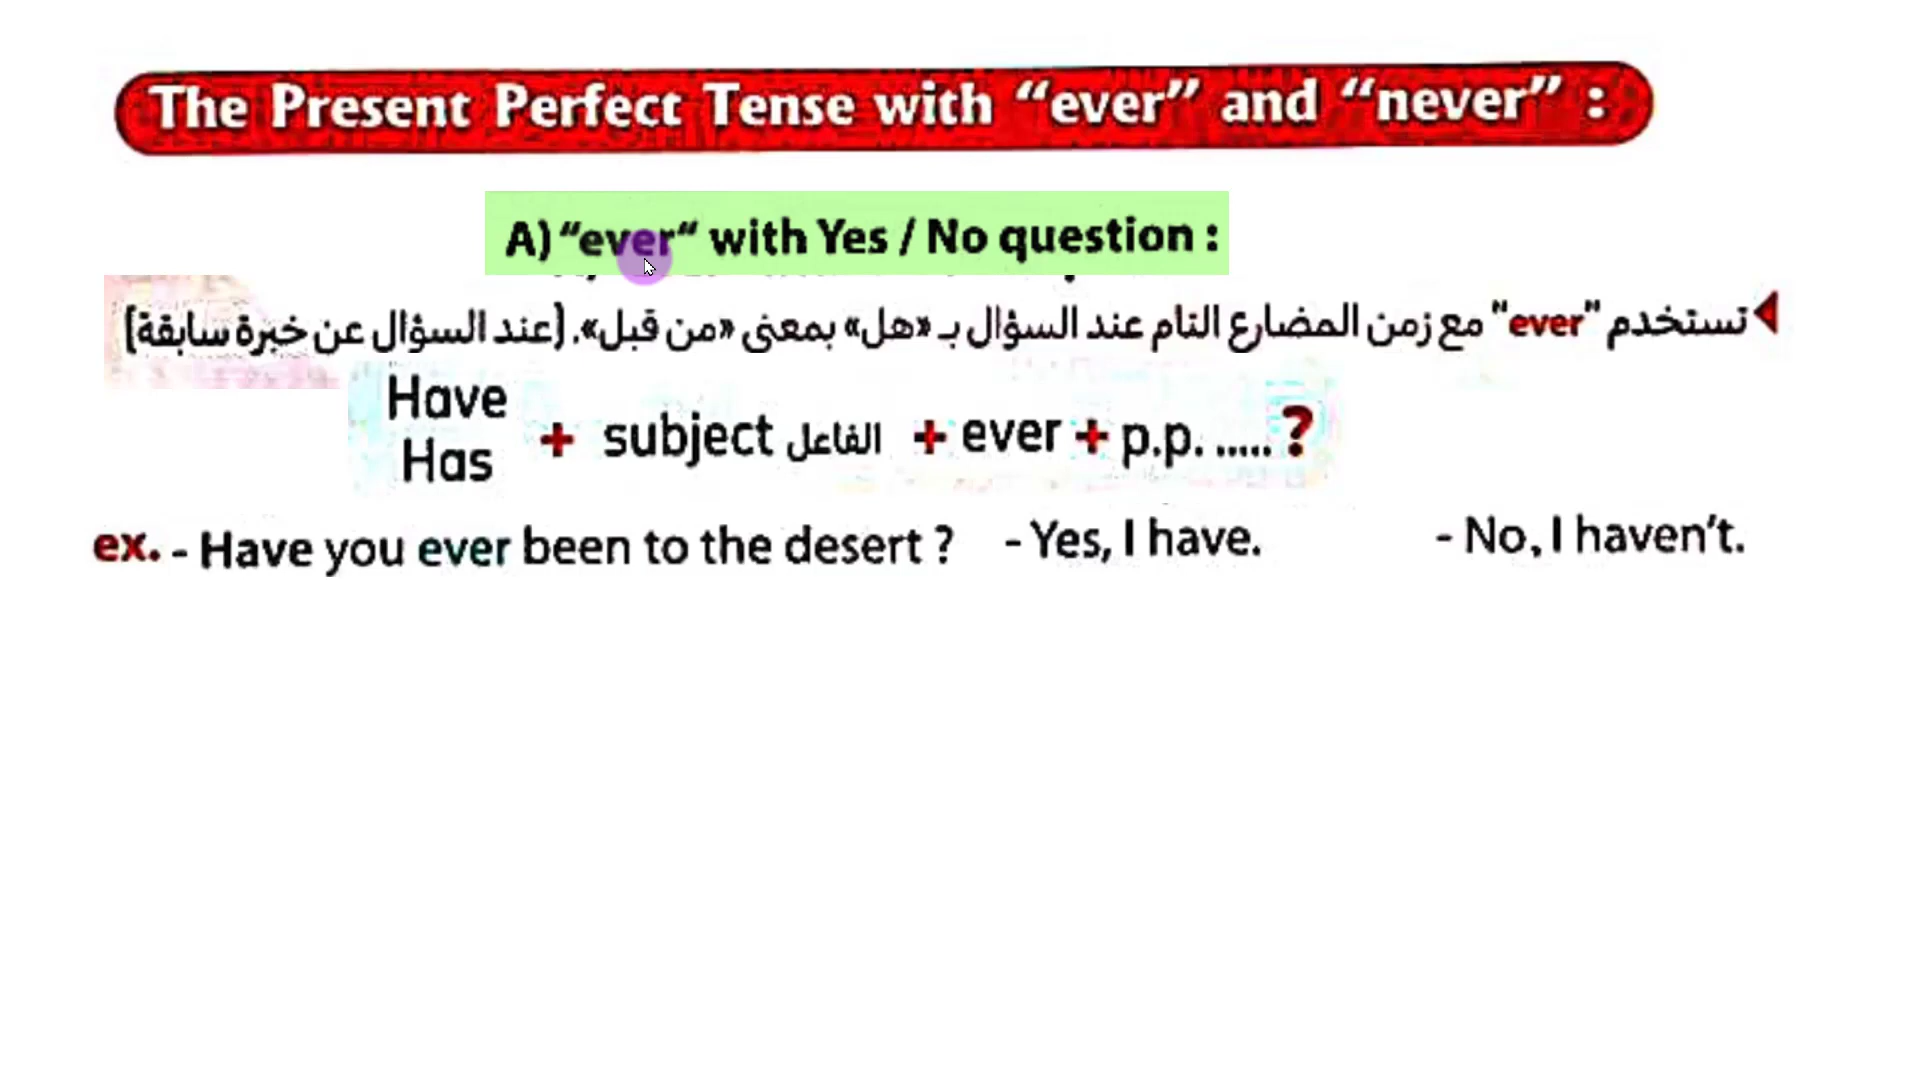 The Present Perfect Tense with “ever” and “never” :
A) “ever“ with Yes / No question :
تستخدم "ever" مع زمن المضارع التام عند السؤال بـ «هل» بمعنى «من قبل». (عند السؤال عن خبرة سابقة)
Have
Has
+ subject الفاعل + ever + p.p. ..... ?
ex. - Have you ever been to the desert ? - Yes, I have. - No, I haven’t.